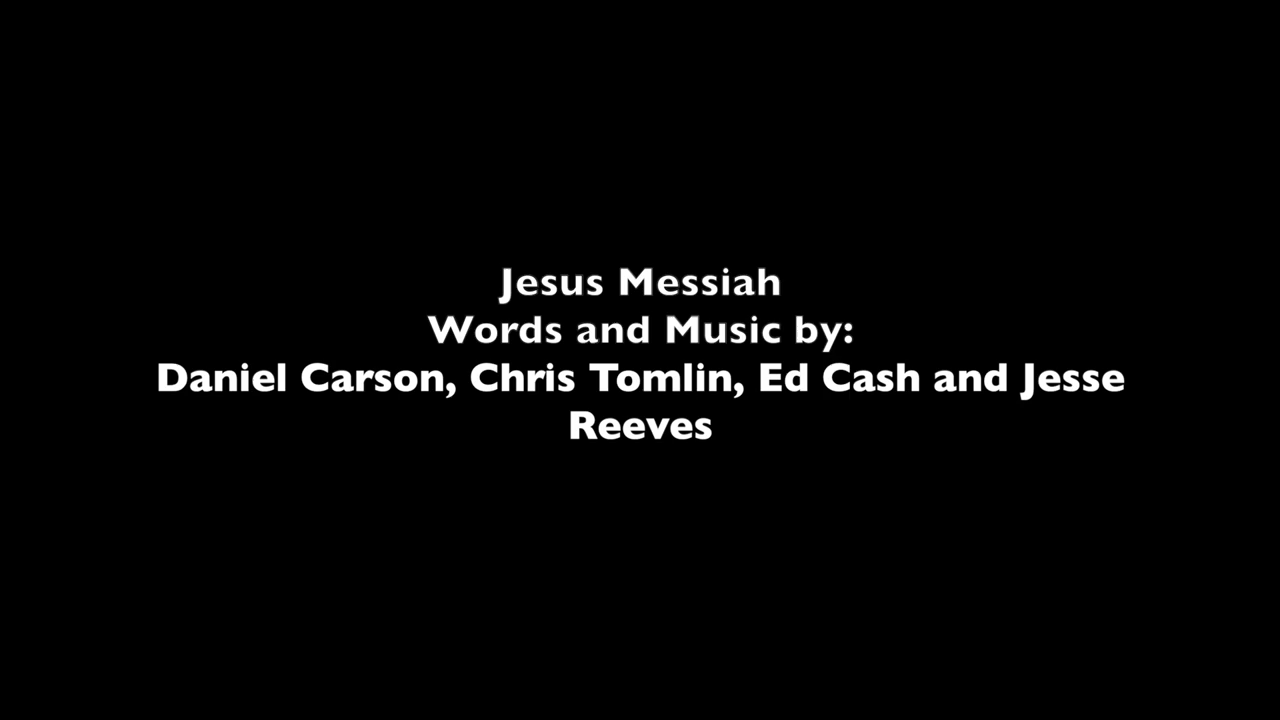 Jesus Messiah
Words and Music by:
Daniel Carson, Chris Tomlin, Ed Cash and Jesse
Reeves